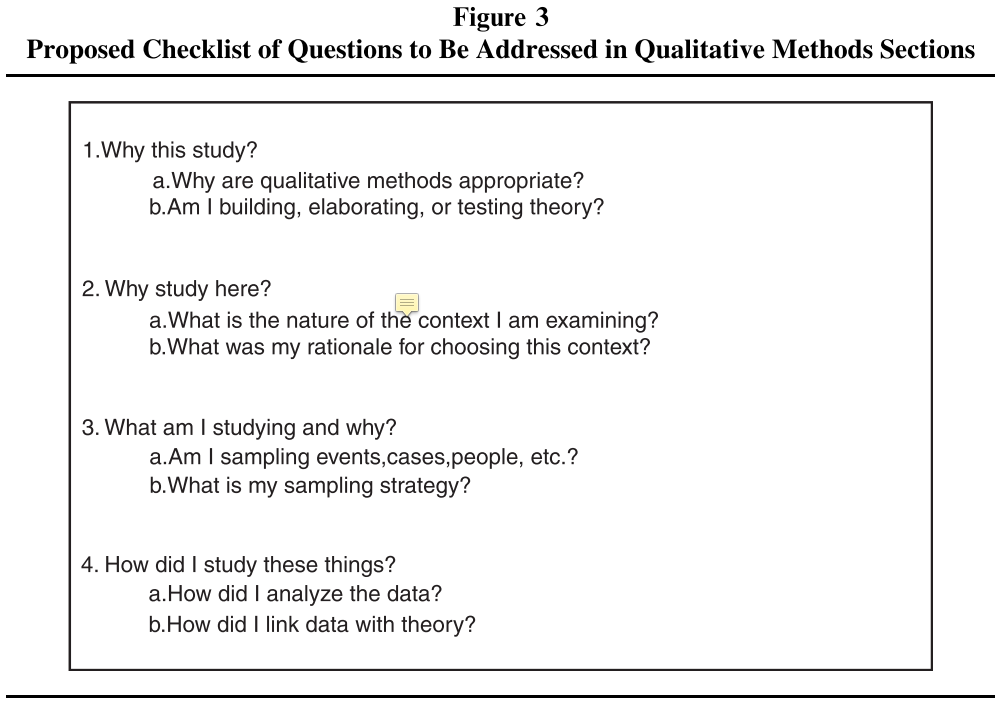 Figure 3
Proposed Checklist of Questions to Be Addressed in Qualitative Methods Sections
1.Why this study?
a.Why are qualitative methods appropriate?
b.Am I building, elaborating, or testing theory?
2. Why study here?
a.What is the nature of the context I am examining?
b.What was my rationale for choosing this context?
3. What am I studying and why?
a.Am I sampling events,cases,people, etc.?
b.What is my sampling strategy?
4. How did I study these things?
a.How did I analyze the data?
b.How did I link data with theory?